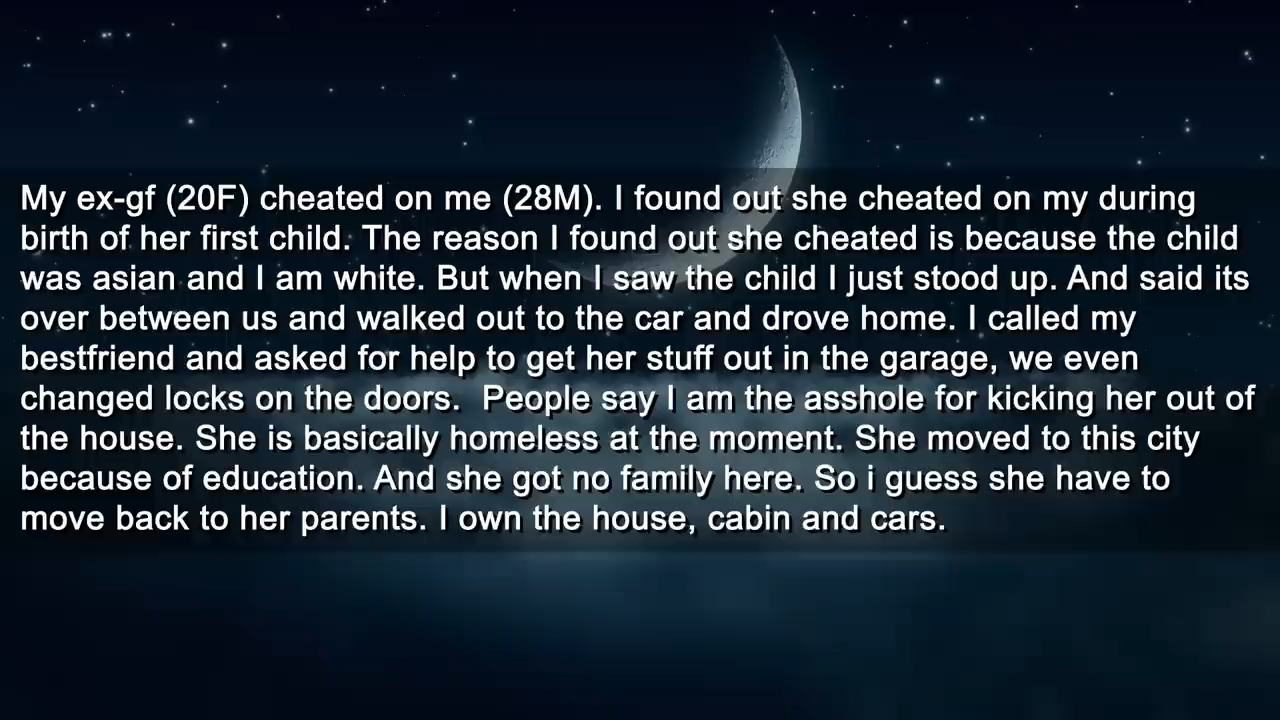 My ex-gf (20F) cheated on me (28M). I found out she cheated on my during
birth of her first child. The reason I found out she cheated is because the child
was asian and I am white. But when I saw the child I just stood up. And said its
over between us and walked out to the car and drove home. I called my
bestfriend and asked for help to get her stuff out in the garage, we even
changed locks on the doors.  People say I am the asshole for kicking her out of
the house. She is basically homeless at the moment. She moved to this city
because of education. And she got no family here. So i guess she have to
move back to her parents. I own the house, cabin and cars.